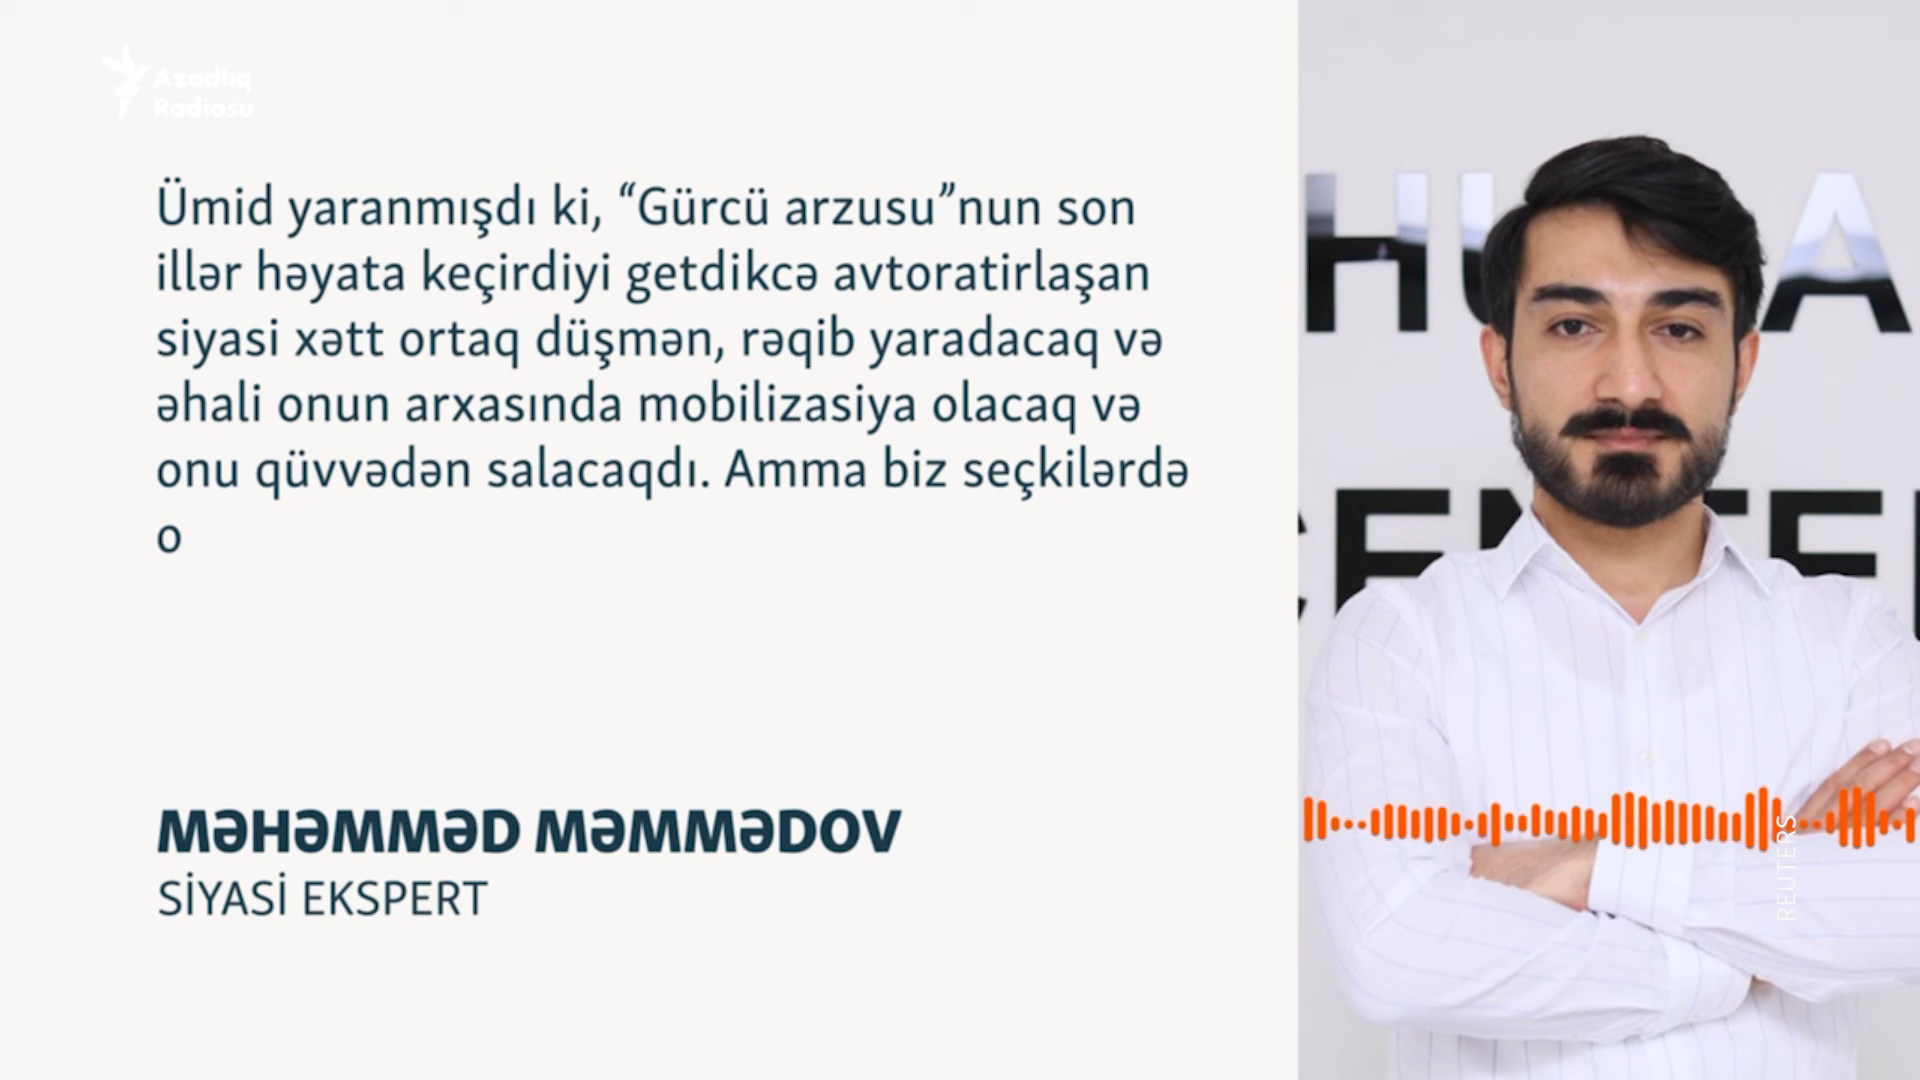 Azadlıq
Radiosu
Ümid yaranmışdı ki, “Gürcü arzusu”nun son
illər həyata keçirdiyi getdikcə avtoratirlaşan
siyasi xətt ortaq düşmən, rəqib yaradacaq və
əhali onun arxasında mobilizasiya olacaq və
onu qüvvədən salacaqdı. Amma biz seçkilərdə
o
MƏHƏMMƏD MƏMMƏDOV
SİYASİ EKSPERT
REUTERS